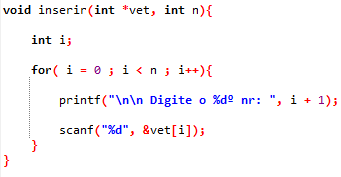 void inserir(int *vet, int n){
int i;
for( i = 0 ; i < n ; i++){
printf("\n\n Digite o %dº nr: ", i + 1);
scanf("%d", &vet[i]);
}
}